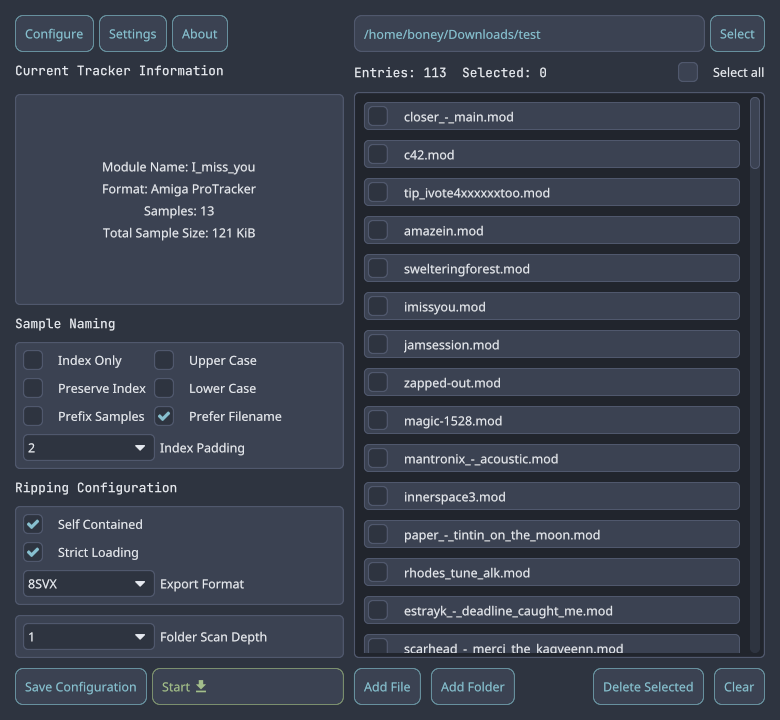 Configure
Settings
About
Current Tracker Information
Module Name: I_miss_you
Format: Amiga ProTracker
Samples: 13
Total Sample Size: 121 KiB
Sample Naming
Index Only
Upper Case
Preserve Index
Lower Case
Prefix Samples
Prefer Filename
2
Index Padding
Ripping Configuration
Self Contained
Strict Loading
8SVX
Export Format
1
Folder Scan Depth
Save Configuration
Start
/home/boney/Downloads/test
Select
Entries: 113  Selected: 0
Select all
closer_-_main.mod
c42.mod
tip_ivote4xxxxxxtoo.mod
amazein.mod
swelteringforest.mod
imissyou.mod
jamsession.mod
zapped-out.mod
magic-1528.mod
mantronix_-_acoustic.mod
innerspace3.mod
paper_-_tintin_on_the_moon.mod
rhodes_tune_alk.mod
estrayk_-_deadline_caught_me.mod
Add File
Add Folder
Delete Selected
Clear